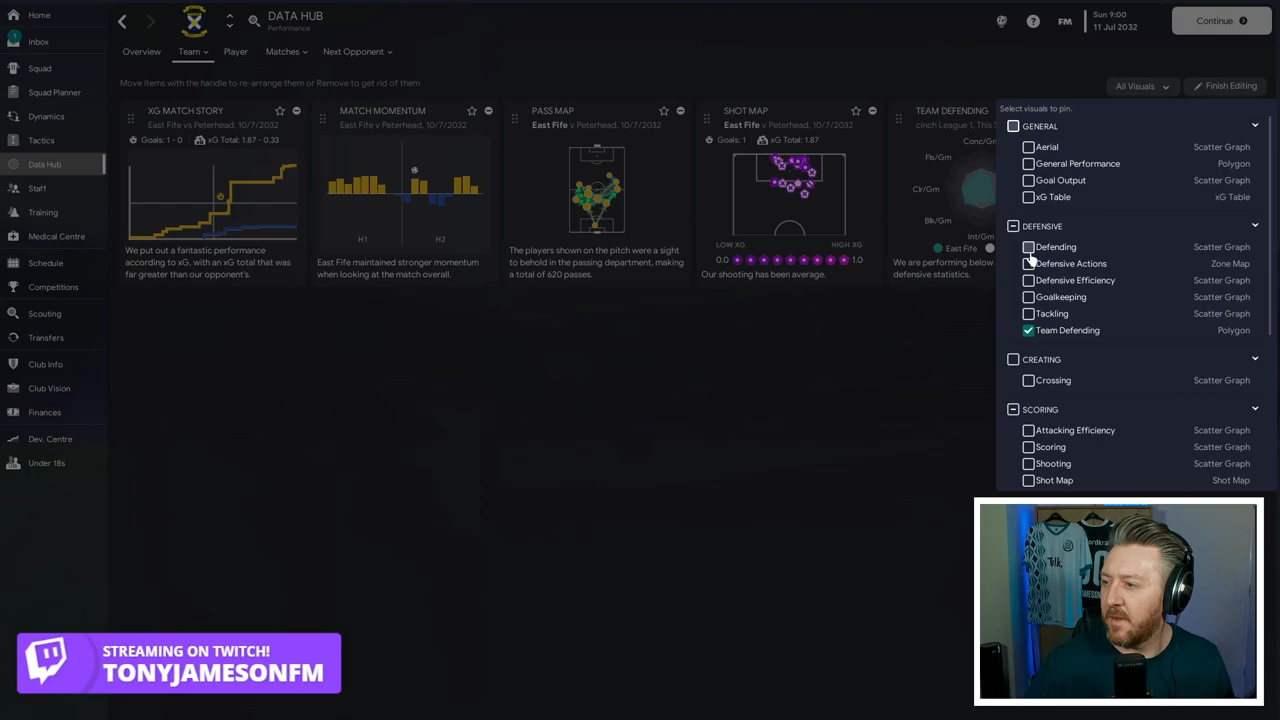 Home
1
Inbox
Squad
Squad Planner
Dynamics
Tactics
Data Hub
Staff
Training
Medical Centre
Schedule
Competitions
Scouting
Transfers
Club Info
Club Vision
Finances
Dev. Centre
Under 18s
DATA HUB
Performance
FM
Sun 9:00
11 Jul 2032
Continue
Overview
Team
Player
Matches
Next Opponent
Move items with the handle to re-arrange them or Remove to get rid of them
All Visuals
Finish Editing
XG MATCH STORY
East Fife vs Peterhead, 10/7/2032
Goals: 1 - 0 xG Total: 1.87 - 0.33
We put out a fantastic performance
according to xG, with an xG total that was
far greater than our opponent's.
MATCH MOMENTUM
East Fife vs Peterhead, 10/7/2032
H1 H2
East Fife maintained stronger momentum
when looking at the match overall.
PASS MAP
East Fife v Peterhead, 10/7/2032
The players shown on the pitch were a sight
to behold in the passing department, making
a total of 620 passes.
SHOT MAP
East Fife v Peterhead, 10/7/2032
Goals: 1 xG Total: 1.87
LOW XG HIGH XG
0.0 1.0
Our shooting has been average.
TEAM DEFENDING
cinch League 1, This S
Conc/Gm
Fls/Gm
Clr/Gm
Blk/Gm
Int/Gm
East Fife
We are performing below
defensive statistics.
Select visuals to pin.
GENERAL
Aerial Scatter Graph
General Performance Polygon
Goal Output Scatter Graph
xG Table xG Table
DEFENSIVE
Defending Scatter Graph
Defensive Actions Zone Map
Defensive Efficiency Scatter Graph
Goalkeeping Scatter Graph
Tackling Scatter Graph
Team Defending Polygon
CREATING
Crossing Scatter Graph
SCORING
Attacking Efficiency Scatter Graph
Scoring Scatter Graph
Shooting Scatter Graph
Shot Map Shot Map
STREAMING ON TWITCH!
TONYJAMESONFM